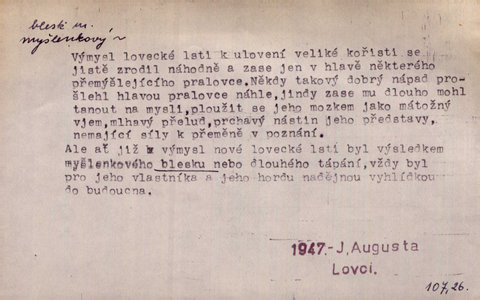 blesk m.
myšlenkový ~
Výmysl lovecké lsti k ulovení veliké kořisti se
jistě zrodil náhodně a zase jen v hlavě některého
přemýšlejícího pralovce. Někdy takový dobrý nápad pro-
šlehl hlavou pralovce náhle, jindy zase mu dlouho mohl
tanout na mysli, ploužit se jeho mozkem jako mátožný
vjem, mlhavý přelud, prchavý nástin jeho představy,
nemající síly k přeměně v poznání.
Ale ať již výmysl nové lovecké lsti byl výsledkem
myšlenkového blesku nebo dlouhého tápání, vždy byl
pro jeho vlastníka a jeho hordu nadějnou vyhlídkou
do budoucna.
1947.- J. Augusta
Lovci.
107, 26.